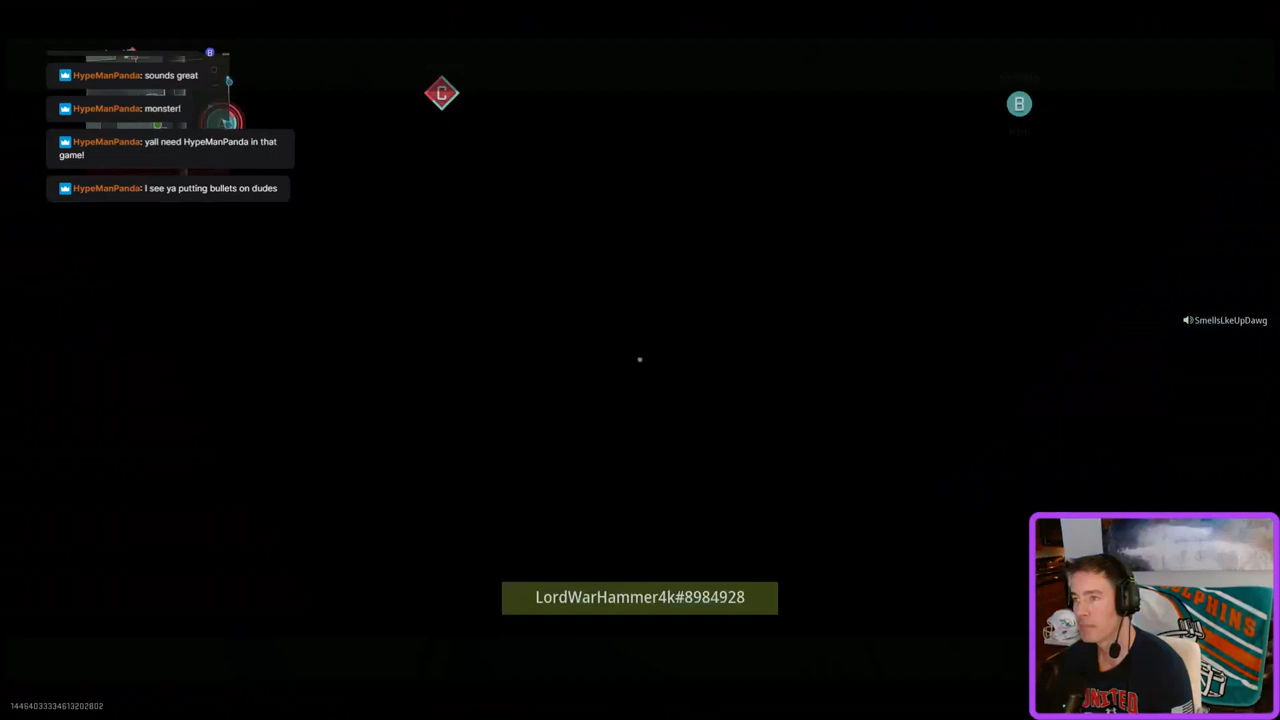 HypeManPanda: sounds great
HypeManPanda: monster!
HypeManPanda: yall need HypeManPanda in that
game!
HypeManPanda: I see ya putting bullets on dudes
B
C
B
SmellsLkeUpDawg
LordWarHammer4k#8984928
DOLPHINS
UNITED